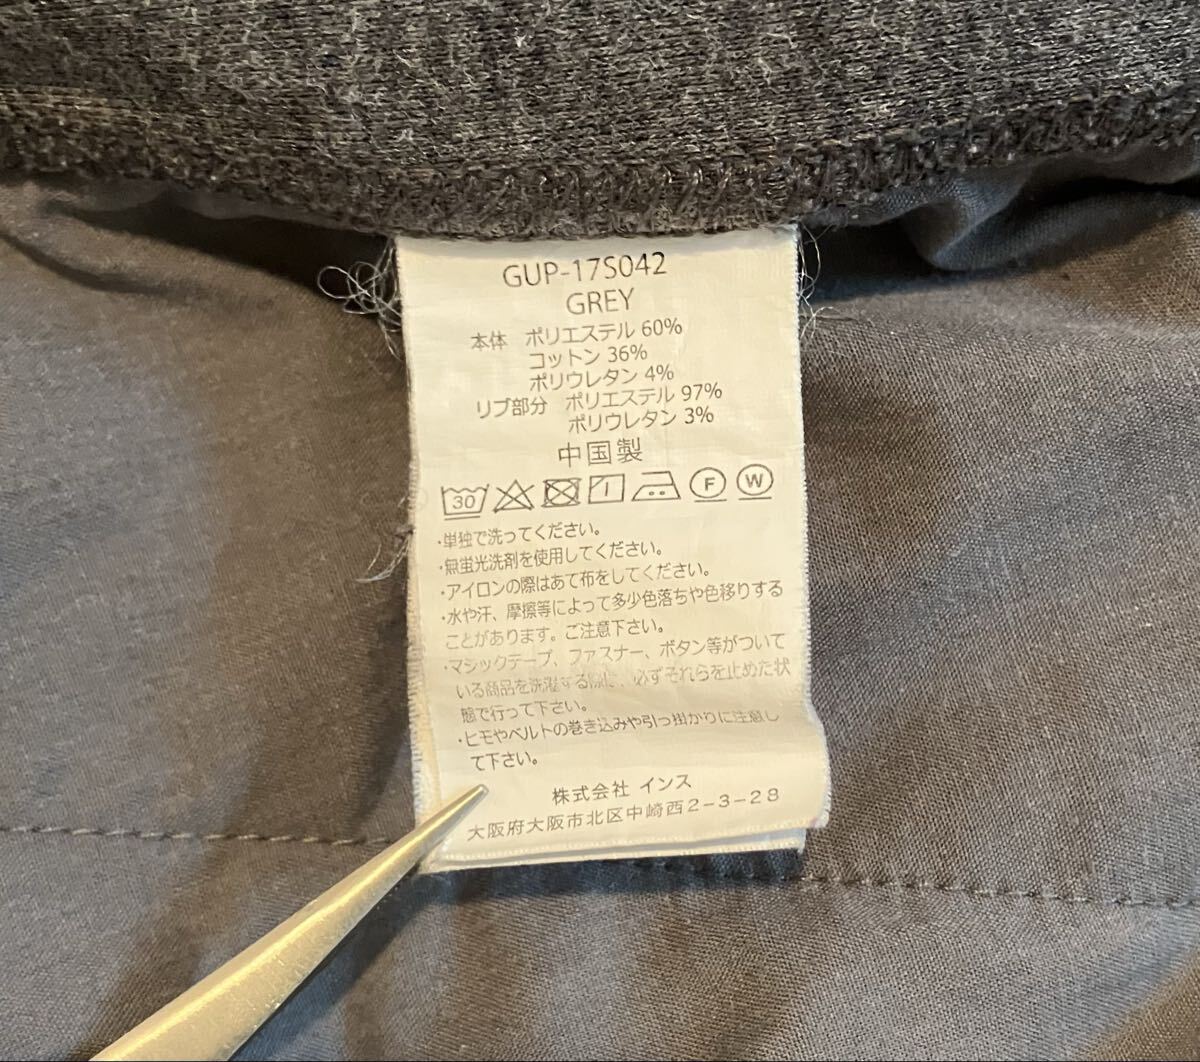 GUP-17S042
GREY
本体 ポリエステル 60%
コットン 36%
ポリウレタン 4%
リブ部分 ポリエステル 97%
ポリウレタン 3%
中国製
30 F W
・単独で洗ってください。
・無蛍光洗剤を使用してください。
・アイロンの際はあて布をしてください。
・水や汗、摩擦等によって多少色落ちや色移りする
ことがあります。ご注意下さい。
・マジックテープ、ファスナー、ボタン等がついて
いる商品を洗濯する際は、必ずそれらを止めた状
態で行って下さい。
・ヒモやベルトの巻き込みや引っ掛かりに注意し
て下さい。
株式会社 インス
大阪府大阪市北区中崎西2-3-28